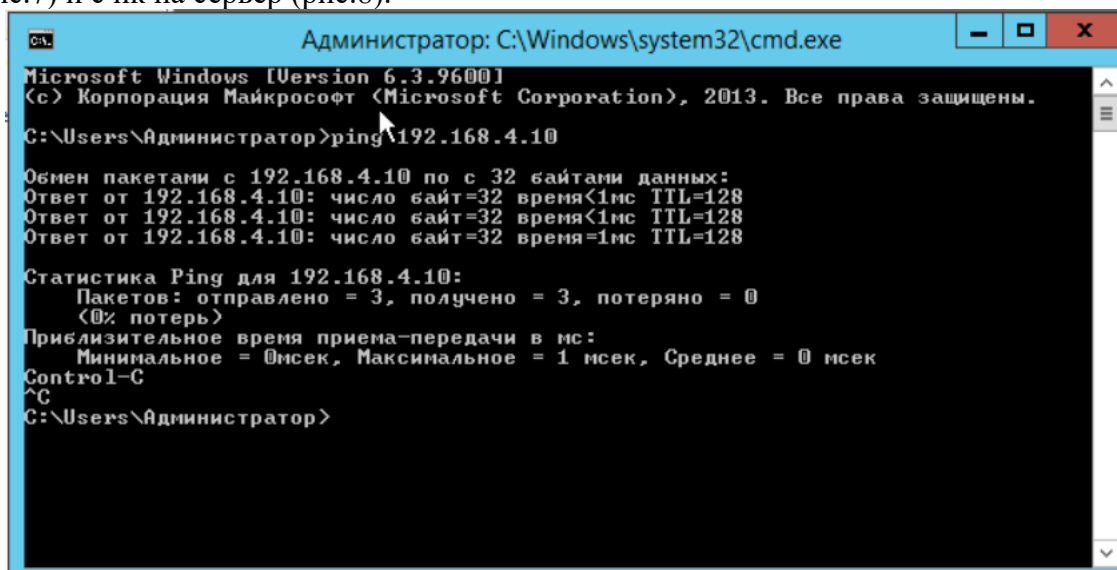 и с пк на сервер (рис.8).
Администратор: C:\Windows\system32\cmd.exe
Microsoft Windows [Version 6.3.9600]
(c) Корпорация Майкрософт (Microsoft Corporation), 2013. Все права защищены.
C:\Users\Администратор>ping 192.168.4.10
Обмен пакетами с 192.168.4.10 по с 32 байтами данных:
Ответ от 192.168.4.10: число байт=32 время<1мс TTL=128
Ответ от 192.168.4.10: число байт=32 время<1мс TTL=128
Ответ от 192.168.4.10: число байт=32 время=1мс TTL=128
Статистика Ping для 192.168.4.10:
Пакетов: отправлено = 3, получено = 3, потеряно = 0
(0% потерь)
Приблизительное время приема-передачи в мс:
Минимальное = 0мсек, Максимальное = 1 мсек, Среднее = 0 мсек
Control-C
^C
C:\Users\Администратор>